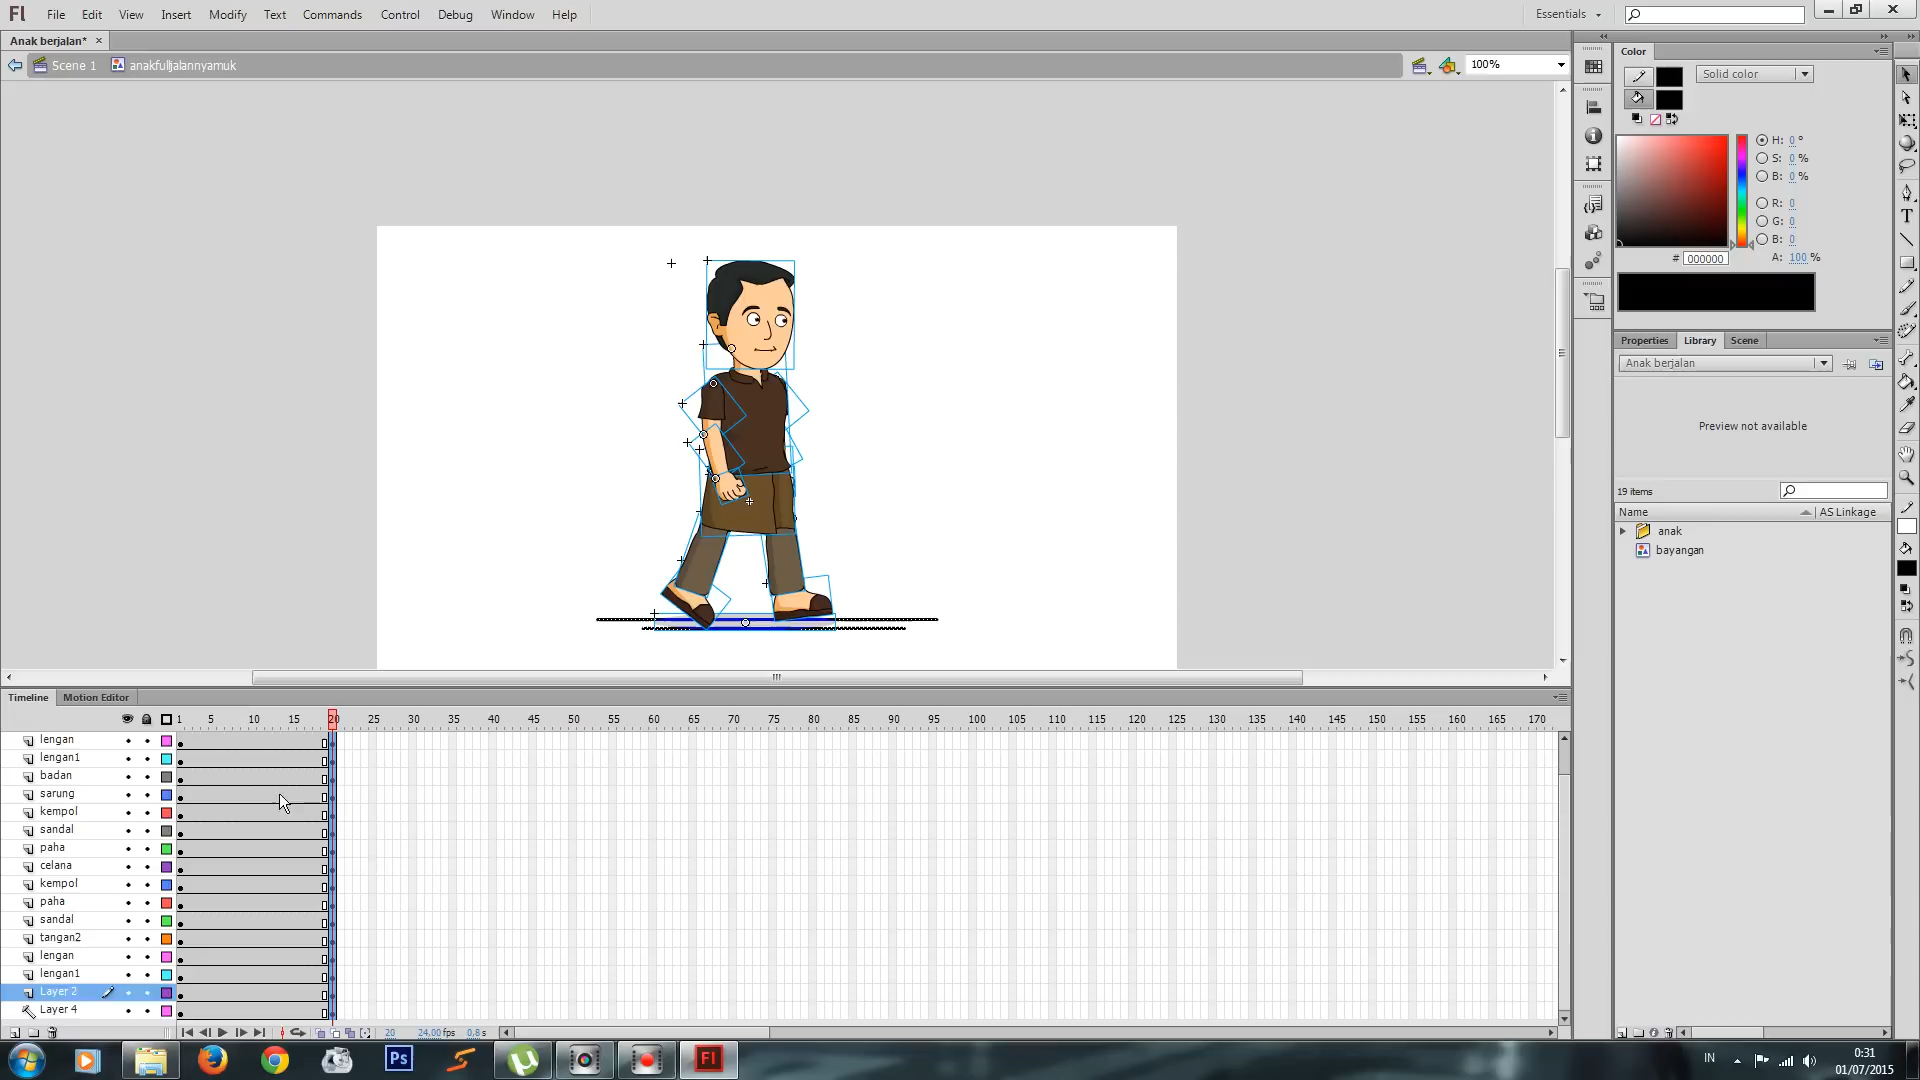 Fl File Edit View Insert Modify Text Commands Control Debug Window Help Essentials
Anak berjalan*
Scene 1 anakfulljalannyamuk 100%
Color
Solid color
H: 0 °
S: 0 %
B: 0 %
R: 0
G: 0
B: 0
# 000000 A: 100 %
Properties Library Scene
Anak berjalan
Preview not available
19 items
Name AS Linkage
anak
bayangan
Timeline Motion Editor
1 5 10 15 20 25 30 35 40 45 50 55 60 65 70 75 80 85 90 95 100 105 110 115 120 125 130 135 140 145 150 155 160 165 170
lengan
lengan1
badan
sarung
kempol
sandal
paha
celana
kempol
paha
sandal
tangan2
lengan
lengan1
Layer 2
Layer 4
20 24.00 fps 0.8 s
Ps Fl IN 0:31
01/07/2015